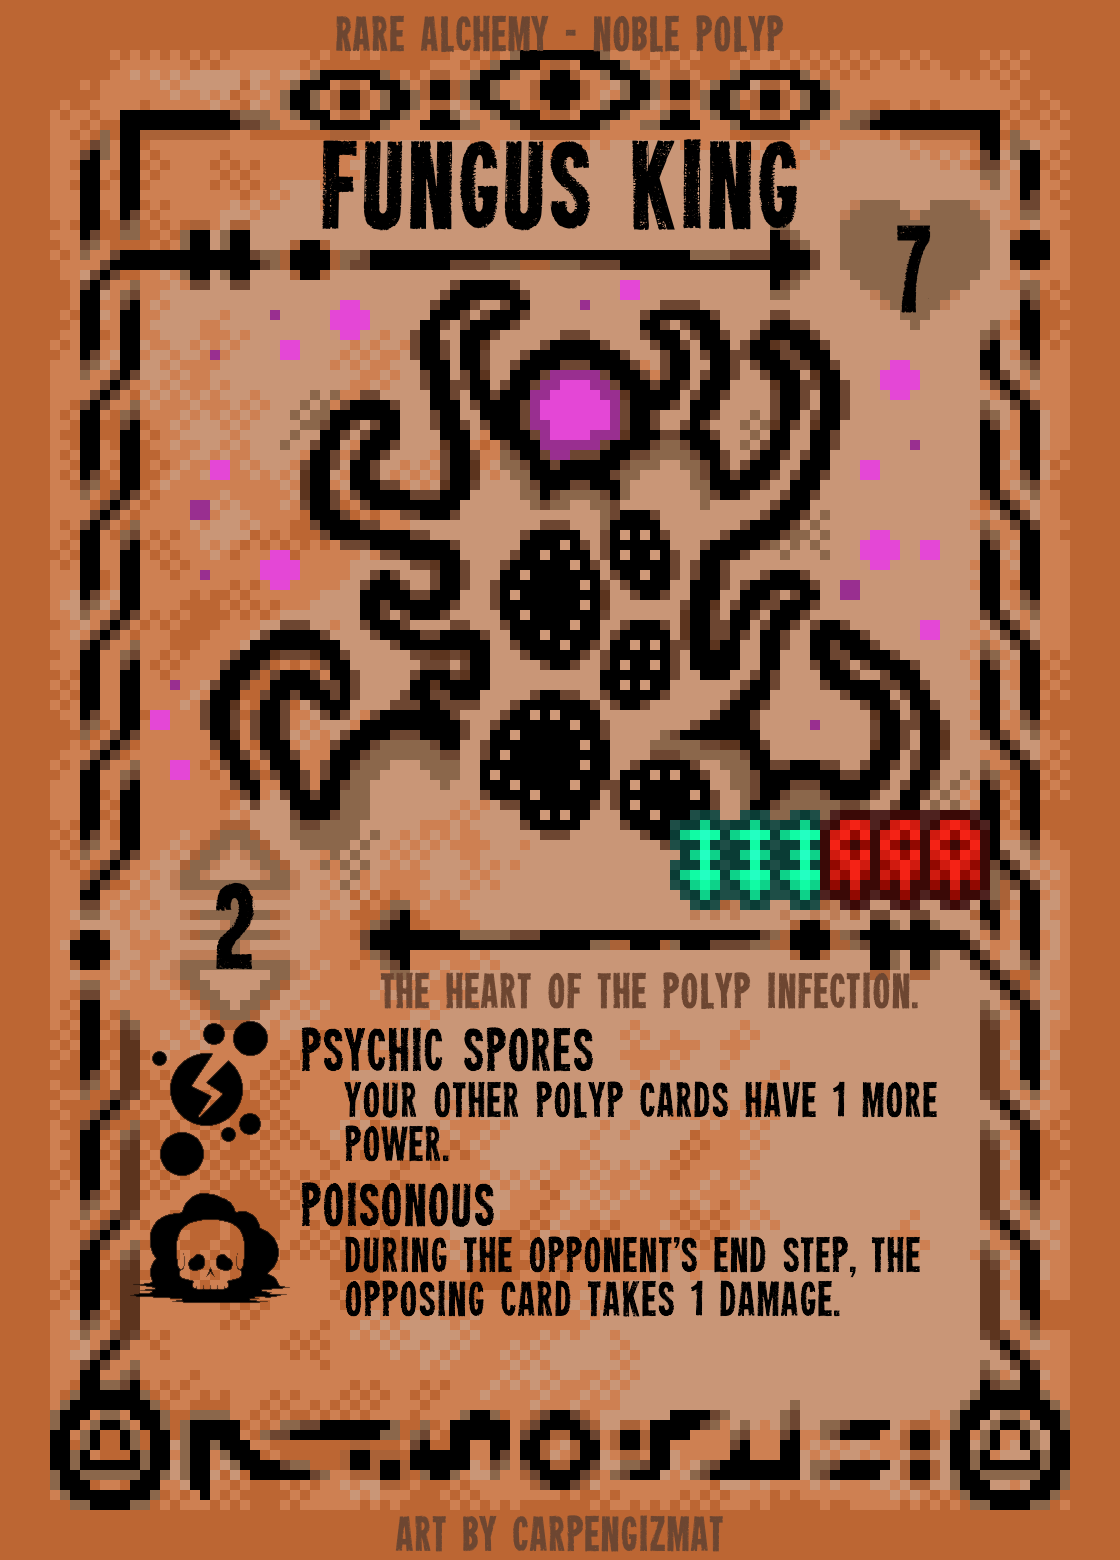 RARE ALCHEMY - NOBLE POLYP
FUNGUS KING
7
2
THE HEART OF THE POLYP INFECTION.
PSYCHIC SPORES
YOUR OTHER POLYP CARDS HAVE 1 MORE
POWER.
POISONOUS
DURING THE OPPONENT'S END STEP, THE
OPPOSING CARD TAKES 1 DAMAGE.
ART BY CARPENGIZMAT